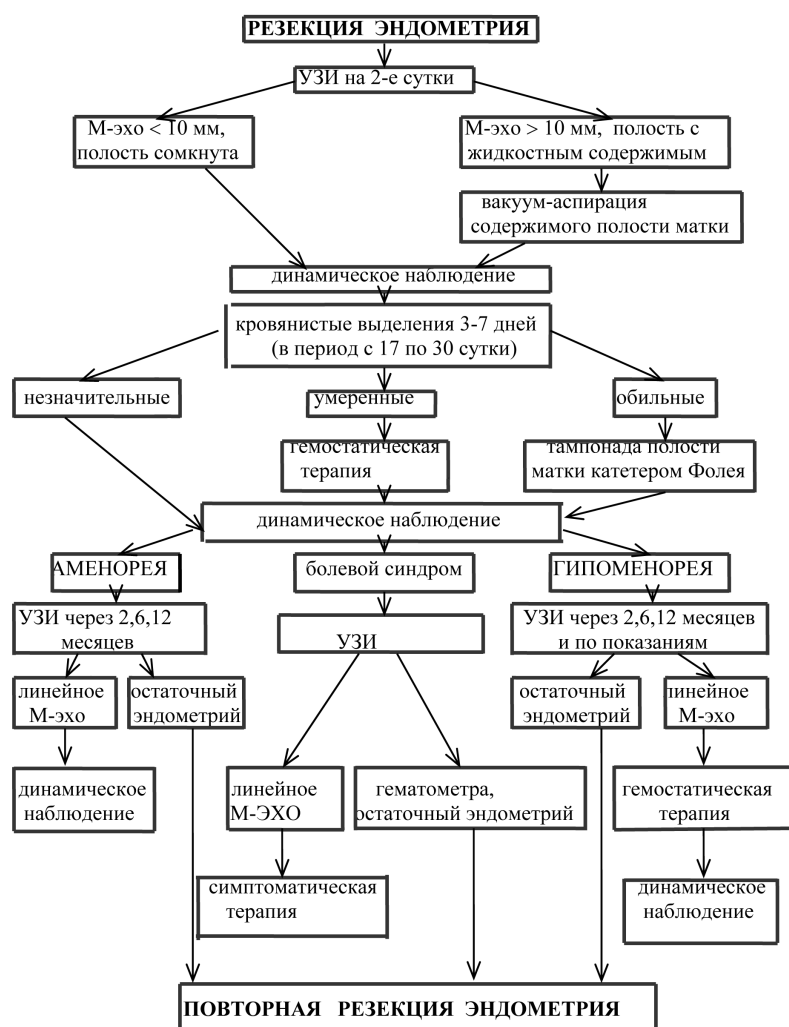 РЕЗЕКЦИЯ ЭНДОМЕТРИЯ
УЗИ на 2-е сутки
М-эхо < 10 мм,
полость сомкнута
М-эхо > 10 мм, полость с
жидкостным содержимым
вакуум-аспирация
содержимого полости матки
динамическое наблюдение
кровянистые выделения 3-7 дней
(в период с 17 по 30 сутки)
незначительные
умеренные
обильные
гемостатическая
терапия
тампонада полости
матки катетером Фолея
динамическое наблюдение
АМЕНОРЕЯ
болевой синдром
ГИПОМЕНОРЕЯ
УЗИ через 2,6,12
месяцев
УЗИ
УЗИ через 2,6,12 месяцев
и по показаниям
линейное
М-эхо
остаточный
эндометрий
остаточный
эндометрий
линейное
М-эхо
динамическое
наблюдение
линейное
М-ЭХО
гематометра,
остаточный эндометрий
гемостатическая
терапия
симптоматическая
терапия
динамическое
наблюдение
ПОВТОРНАЯ РЕЗЕКЦИЯ ЭНДОМЕТРИЯ